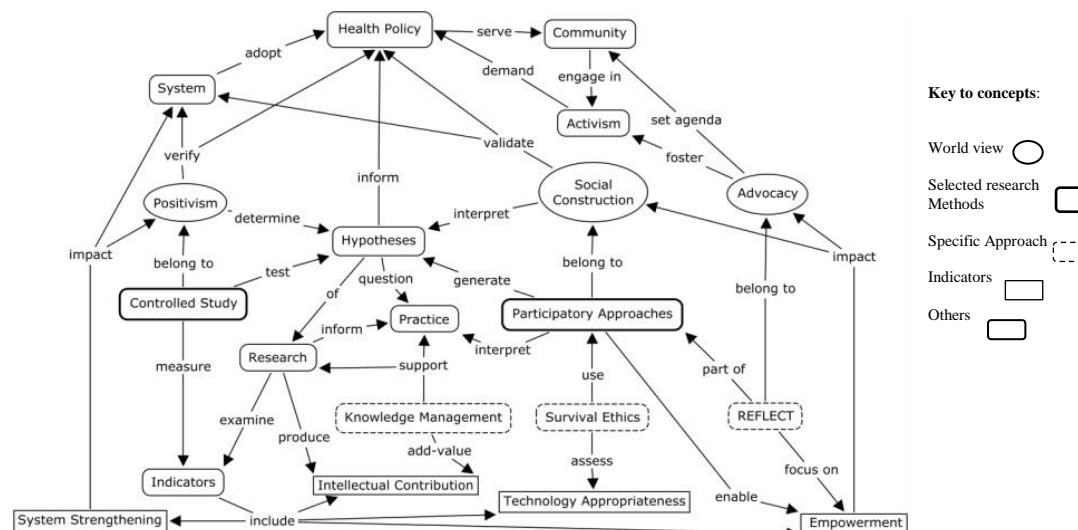 Health Policy
serve
Community
adopt
demand
engage in
System
Activism
set agenda
validate
foster
verify
inform
Social
Construction
Advocacy
Positivism
determine
interpret
Hypotheses
impact
impact
belong to
test
question
generate
belong to
belong to
of
Controlled Study
Participatory Approaches
Practice
inform
interpret
Research
measure
support
use
part of
Knowledge Management
Survival Ethics
REFLECT
examine
produce
add-value
assess
focus on
Indicators
Intellectual Contribution
enable
Technology Appropriateness
System Strengthening
include
Empowerment
Key to concepts:
World view
Selected research
Methods
Specific Approach
Indicators
Others